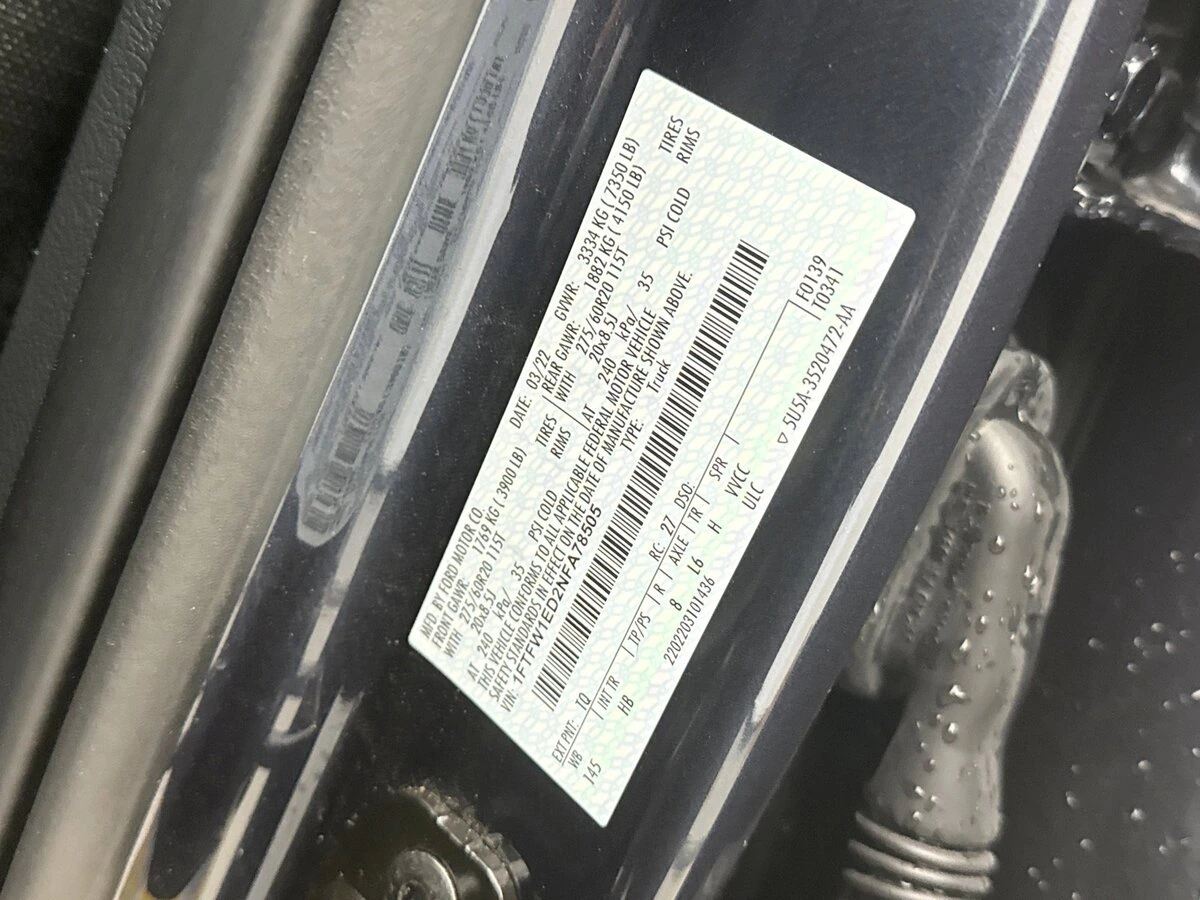 MFD. BY FORD MOTOR CO.
DATE: 03/22 GVWR: 3334 KG ( 7350 LB)
FRONT GAWR: 1769 KG ( 3900 LB) REAR GAWR: 1882 KG ( 4150 LB)
WITH 275/60R20 115T TIRES WITH 275/60R20 115T TIRES
20x8.5J RIMS 20x8.5J RIMS
AT 240 kPa/ 35 PSI COLD AT 240 kPa/ 35 PSI COLD
THIS VEHICLE CONFORMS TO ALL APPLICABLE FEDERAL MOTOR VEHICLE
SAFETY STANDARDS IN EFFECT ON THE DATE OF MANUFACTURE SHOWN ABOVE.
VIN: 1FTFW1ED2NFA78505 TYPE: Truck
EXT PNT: 1Q RC: 27 DSO: F0139
WB INT TR TP/PS R AXLE TR SPR T0341
145 HB 8 L6 H VVCC
2202203101436 ULC
5U5A-3520472-AA